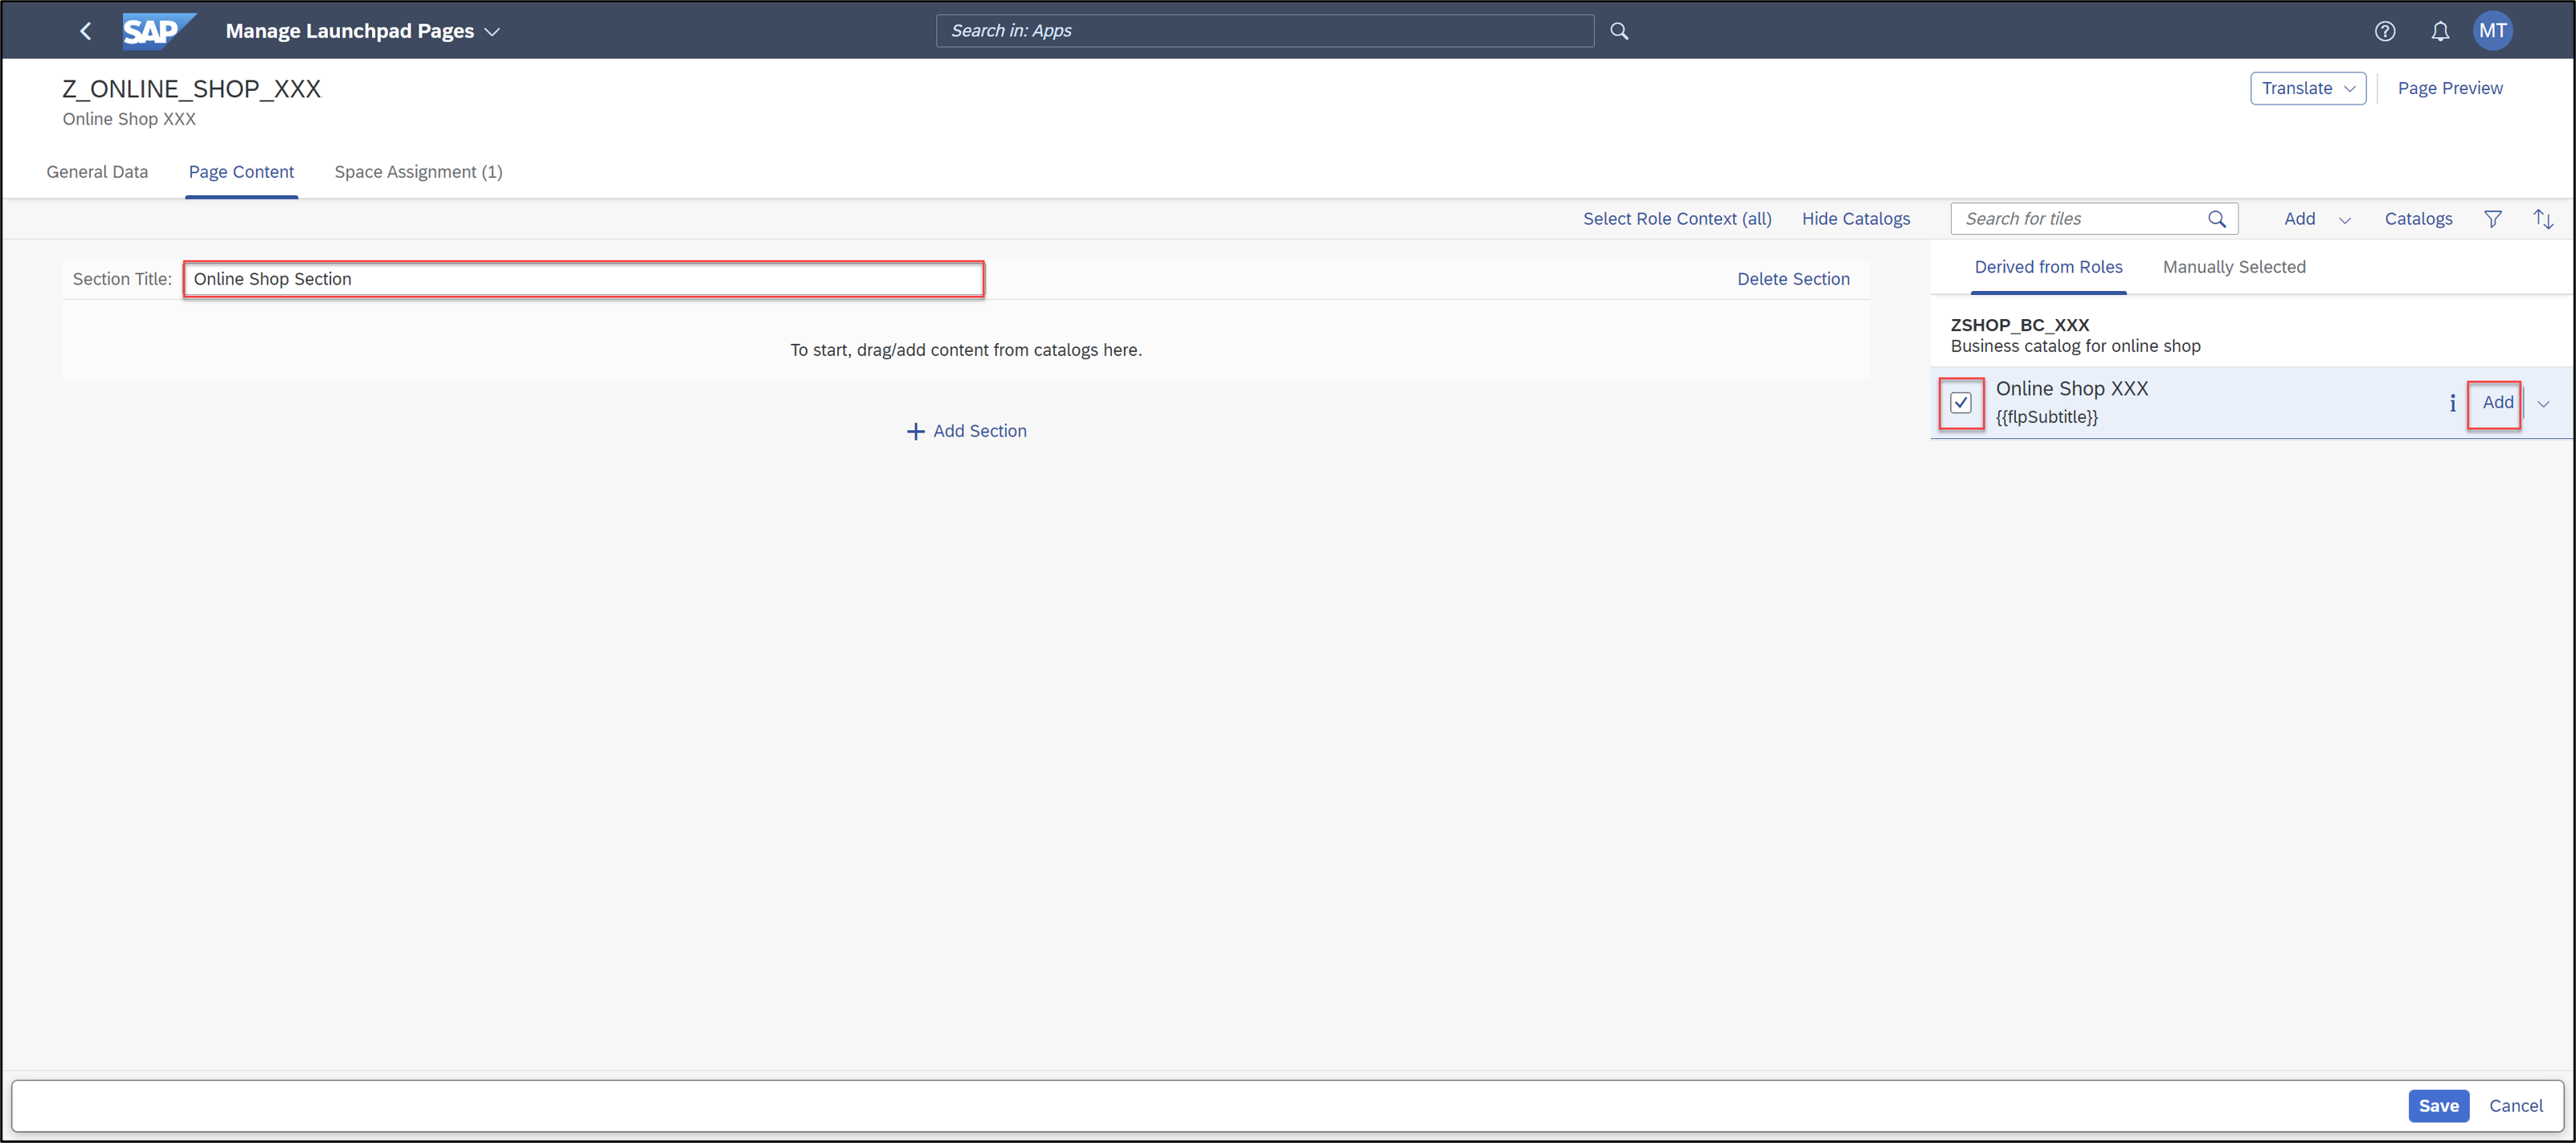 SAP Manage Launchpad Pages Search in: Apps MT
Z_ONLINE_SHOP_XXX
Online Shop XXX
Translate Page Preview
General Data Page Content Space Assignment (1)
Select Role Context (all) Hide Catalogs Search for tiles Add Catalogs
Section Title: Online Shop Section Delete Section
To start, drag/add content from catalogs here.
Add Section
Derived from Roles Manually Selected
ZSHOP_BC_XXX
Business catalog for online shop
Online Shop XXX
{{flpSubtitle}}
Add
Save Cancel